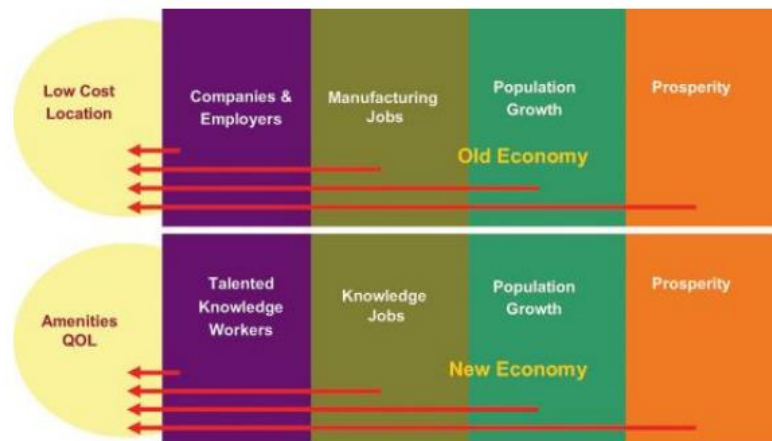 Low Cost
Location
Companies &
Employers
Manufacturing
Jobs
Population
Growth
Prosperity
Old Economy
Amenities
QOL
Talented
Knowledge
Workers
Knowledge
Jobs
Population
Growth
Prosperity
New Economy